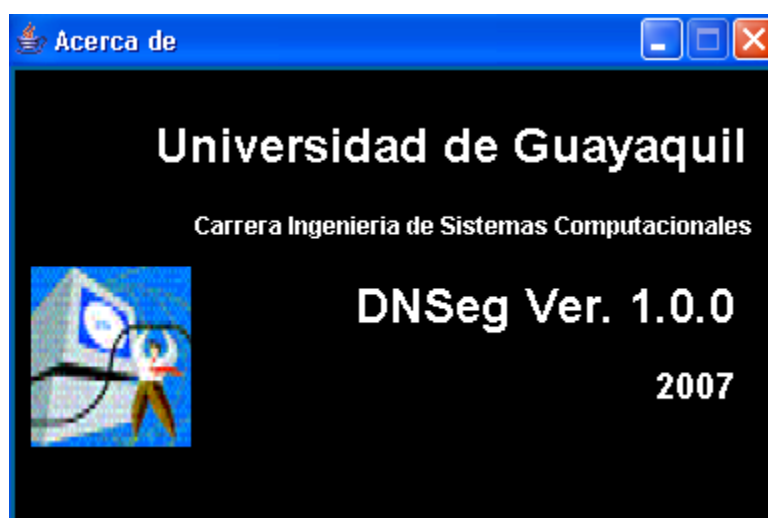 Acerca de
Universidad de Guayaquil
Carrera Ingenieria de Sistemas Computacionales
DNSeg Ver. 1.0.0
2007